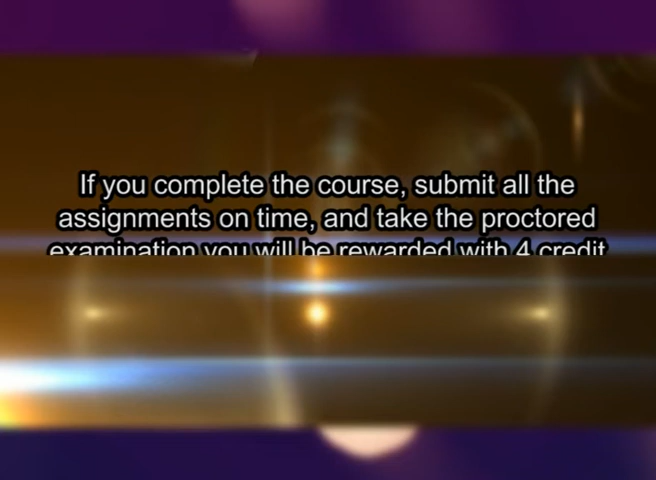 If you complete the course, submit all the
assignments on time, and take the proctored
examination you will be rewarded with 4 credit